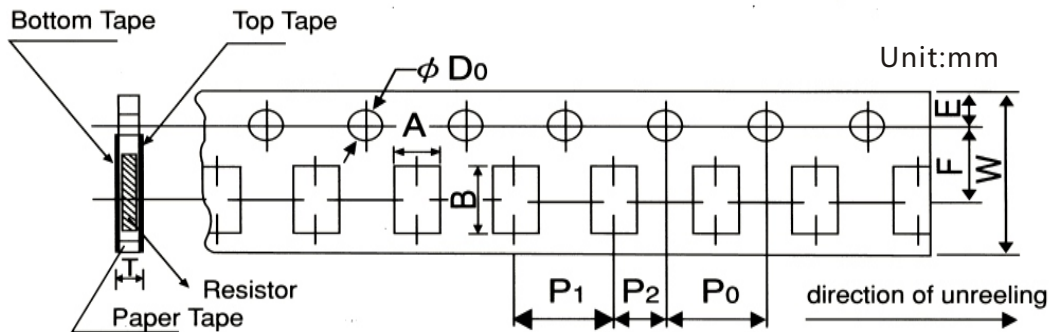 Bottom Tape
Top Tape
Unit:mm
ϕ D₀
A
E
F
W
B
T
Resistor
Paper Tape
P₁
P₂
P₀
direction of unreeling